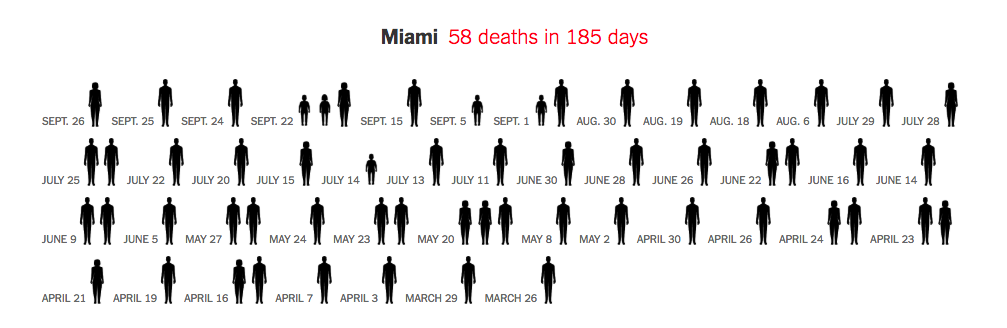 Miami 58 deaths in 185 days
SEPT. 26 SEPT. 25 SEPT. 24 SEPT. 22 SEPT. 15 SEPT. 5 SEPT. 1 AUG. 30 AUG. 19 AUG. 18 AUG. 6 JULY 29 JULY 28
JULY 25 JULY 22 JULY 20 JULY 15 JULY 14 JULY 13 JULY 11 JUNE 30 JUNE 28 JUNE 26 JUNE 22 JUNE 16 JUNE 14
JUNE 9 JUNE 5 MAY 27 MAY 24 MAY 23 MAY 20 MAY 8 MAY 2 APRIL 30 APRIL 26 APRIL 24 APRIL 23
APRIL 21 APRIL 19 APRIL 16 APRIL 7 APRIL 3 MARCH 29 MARCH 26